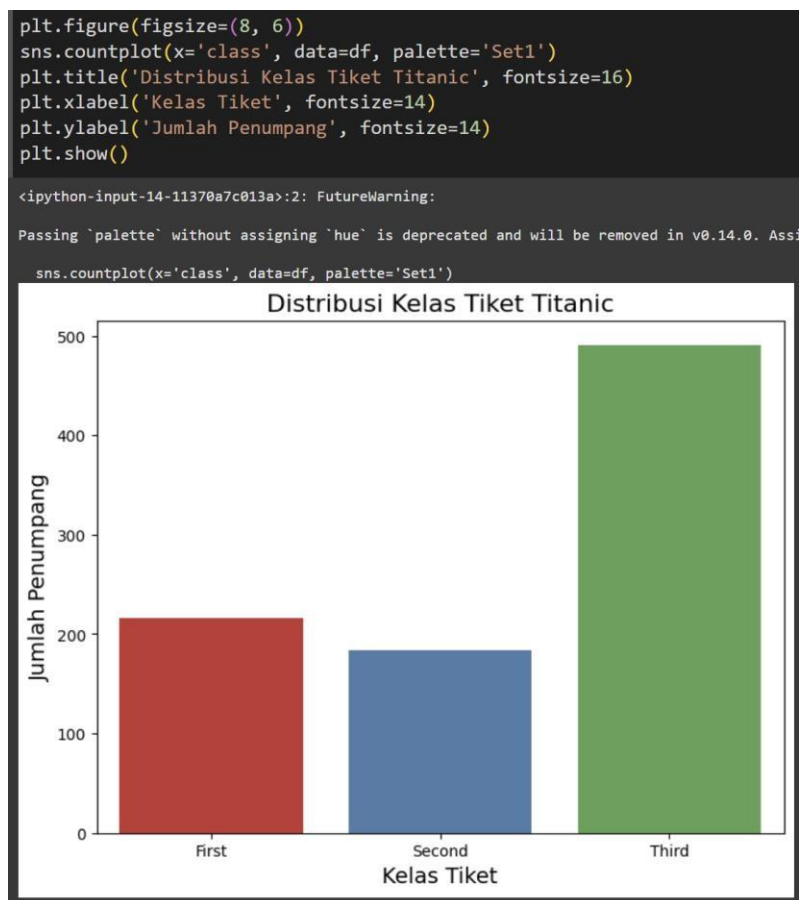 plt.figure(figsize=(8, 6))
sns.countplot(x='class', data=df, palette='Set1')
plt.title('Distribusi Kelas Tiket Titanic', fontsize=16)
plt.xlabel('Kelas Tiket', fontsize=14)
plt.ylabel('Jumlah Penumpang', fontsize=14)
plt.show()
<ipython-input-14-11370a7c013a>:2: FutureWarning:
Passing `palette` without assigning `hue` is deprecated and will be removed in v0.14.0. Assi
sns.countplot(x='class', data=df, palette='Set1')
Distribusi Kelas Tiket Titanic
Jumlah Penumpang
500
400
300
200
100
0
First Second Third
Kelas Tiket